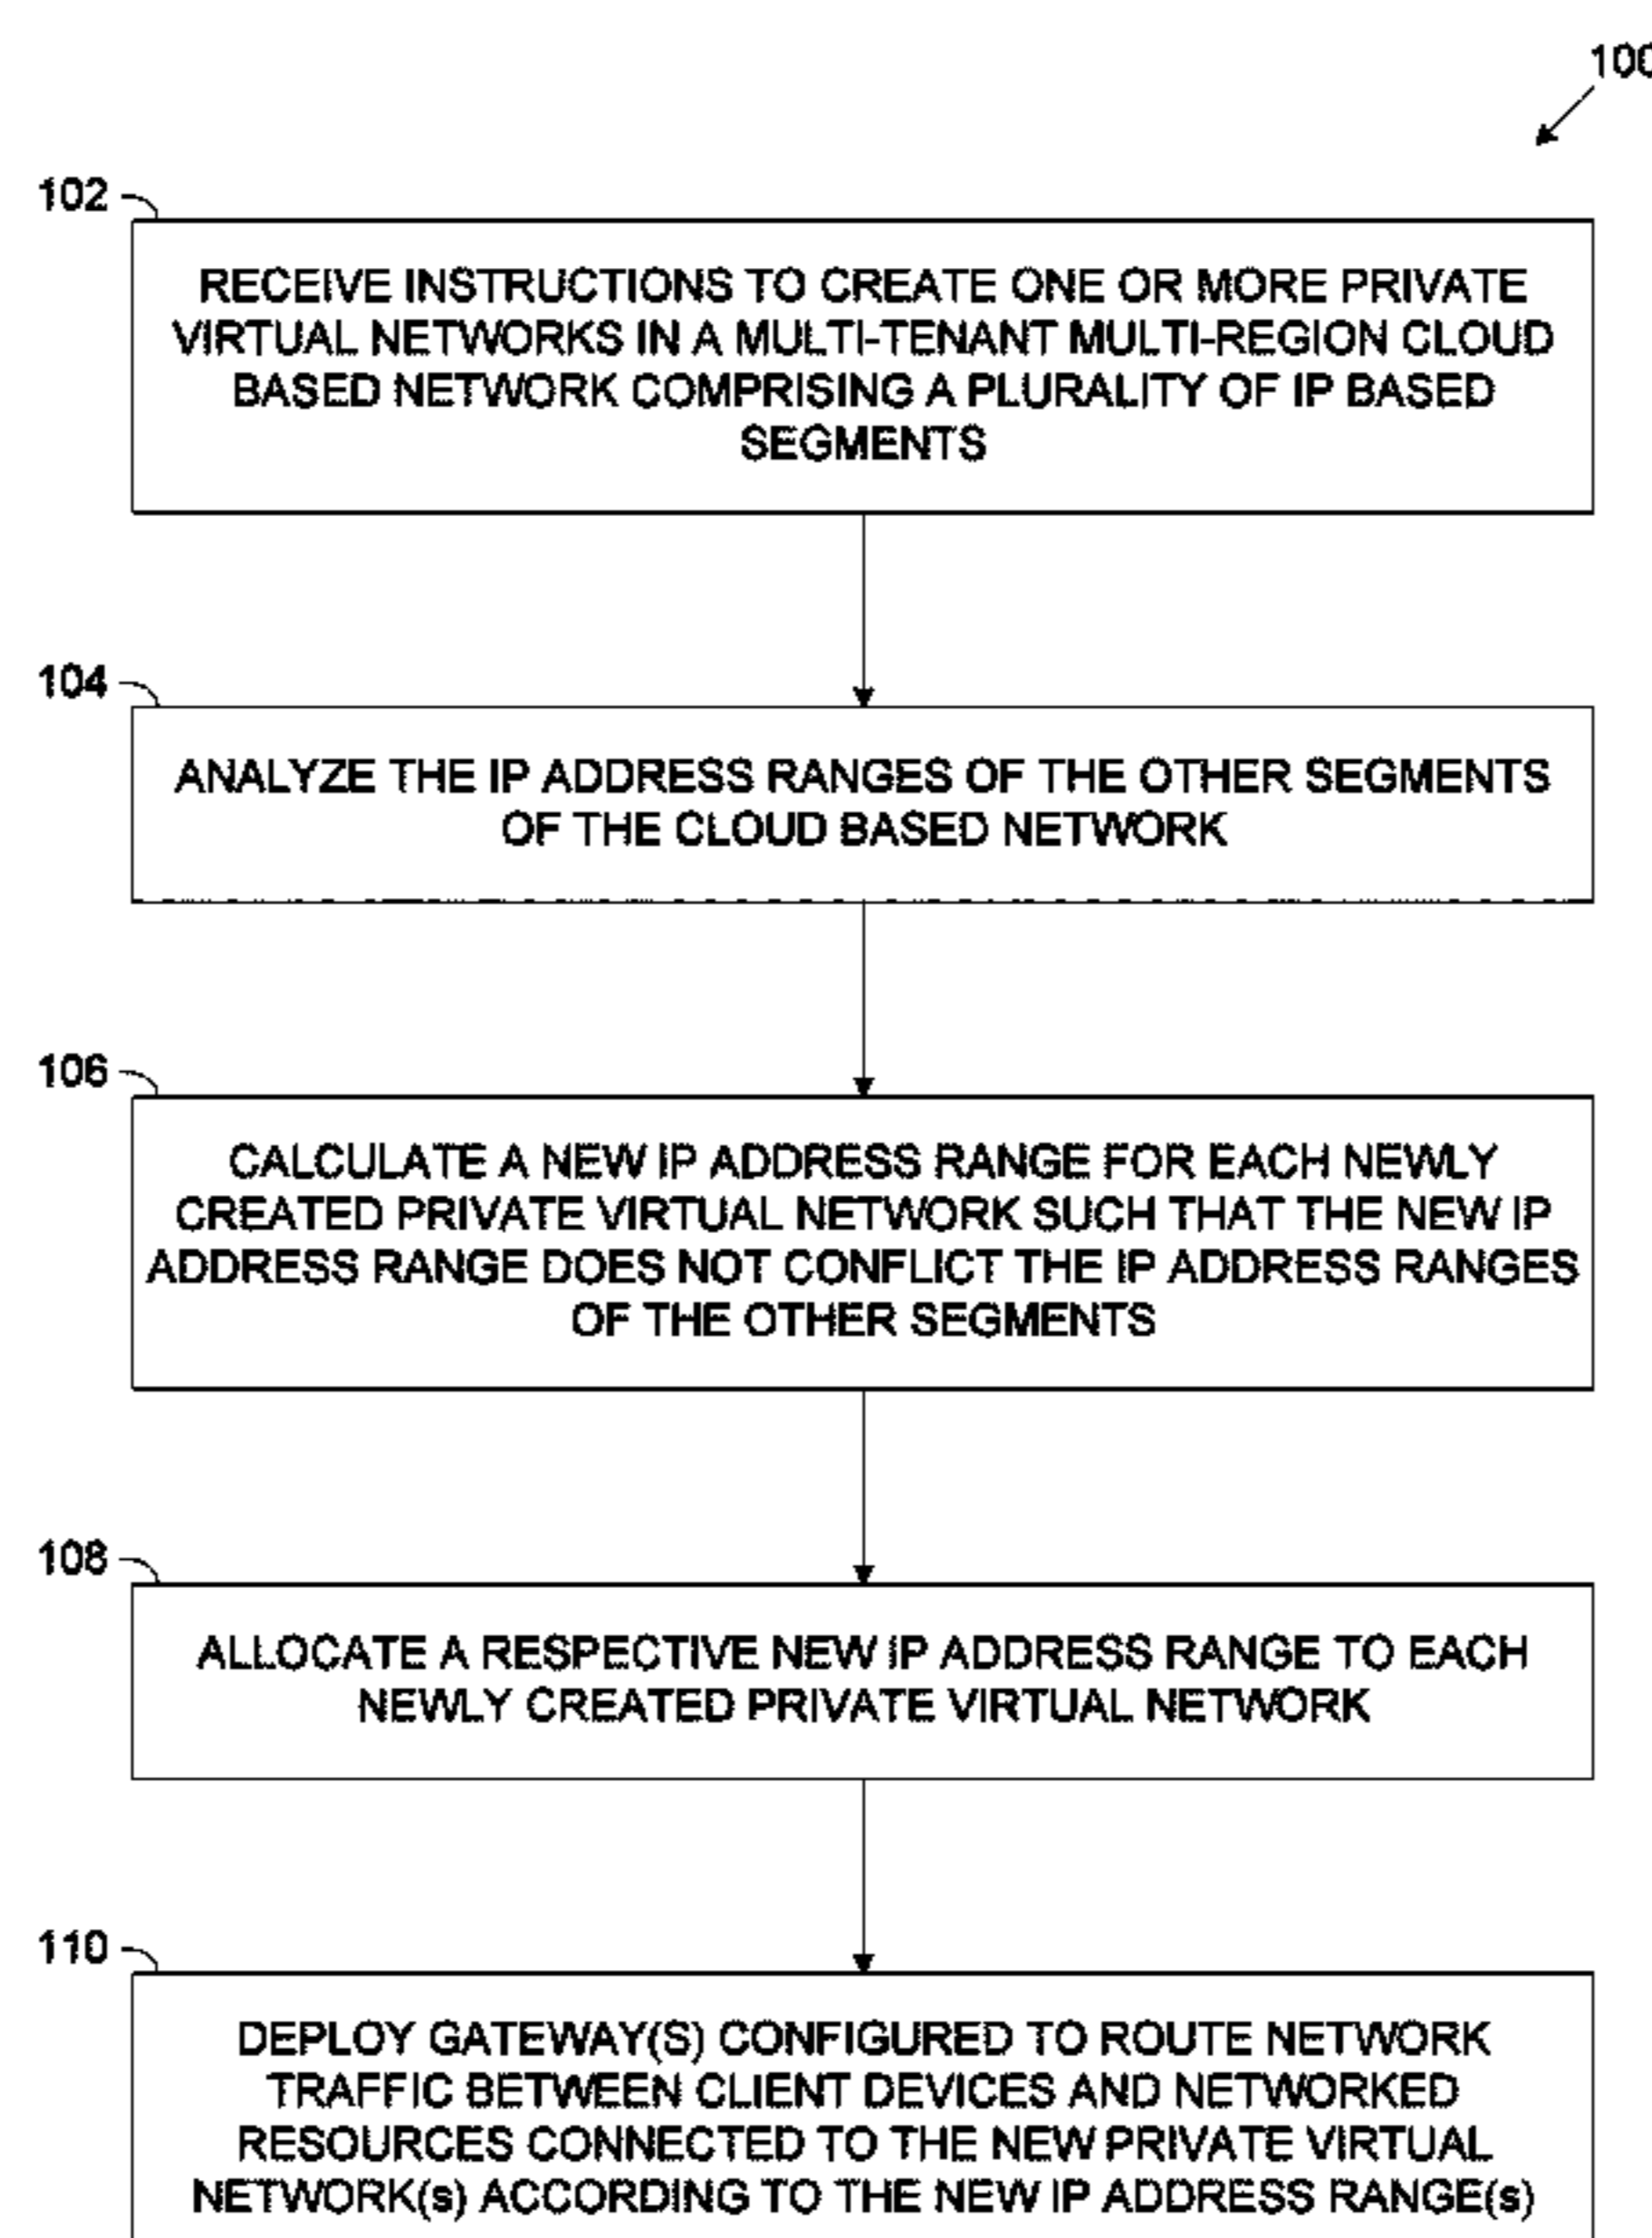 100
102
RECEIVE INSTRUCTIONS TO CREATE ONE OR MORE PRIVATE
VIRTUAL NETWORKS IN A MULTI-TENANT MULTI-REGION CLOUD
BASED NETWORK COMPRISING A PLURALITY OF IP BASED
SEGMENTS
104
ANALYZE THE IP ADDRESS RANGES OF THE OTHER SEGMENTS
OF THE CLOUD BASED NETWORK
106
CALCULATE A NEW IP ADDRESS RANGE FOR EACH NEWLY
CREATED PRIVATE VIRTUAL NETWORK SUCH THAT THE NEW IP
ADDRESS RANGE DOES NOT CONFLICT THE IP ADDRESS RANGES
OF THE OTHER SEGMENTS
108
ALLOCATE A RESPECTIVE NEW IP ADDRESS RANGE TO EACH
NEWLY CREATED PRIVATE VIRTUAL NETWORK
110
DEPLOY GATEWAY(S) CONFIGURED TO ROUTE NETWORK
TRAFFIC BETWEEN CLIENT DEVICES AND NETWORKED
RESOURCES CONNECTED TO THE NEW PRIVATE VIRTUAL
NETWORK(s) ACCORDING TO THE NEW IP ADDRESS RANGE(s)